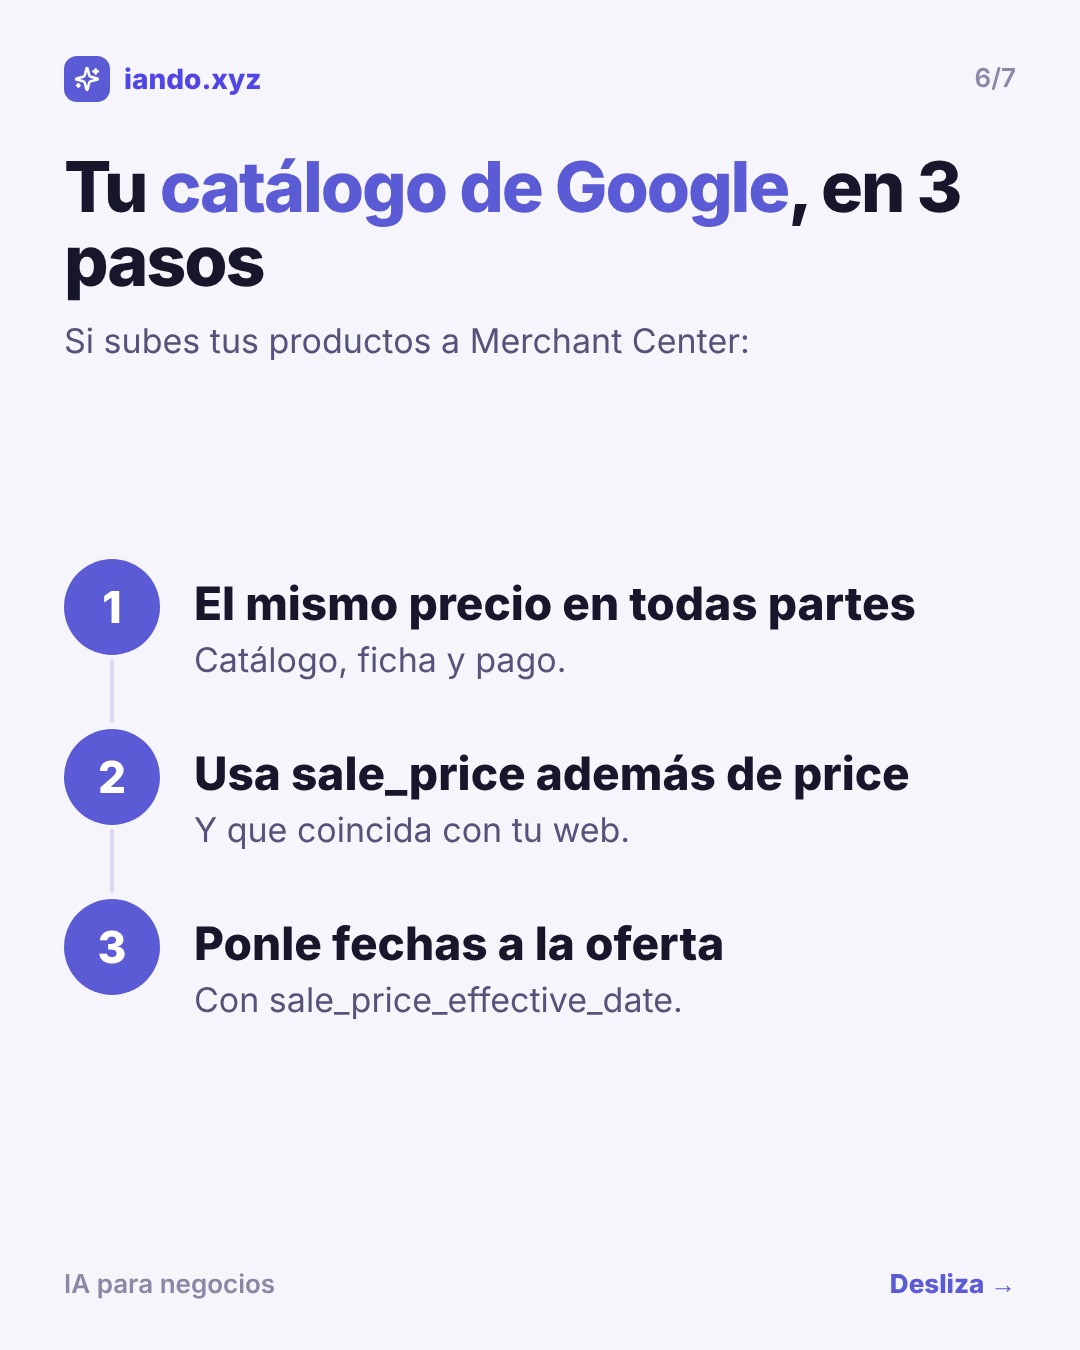 iando.xyz
6/7
Tu catálogo de Google, en 3
pasos
Si subes tus productos a Merchant Center:
1
El mismo precio en todas partes
Catálogo, ficha y pago.
2
Usa sale_price además de price
Y que coincida con tu web.
3
Ponle fechas a la oferta
Con sale_price_effective_date.
IA para negocios
Desliza →